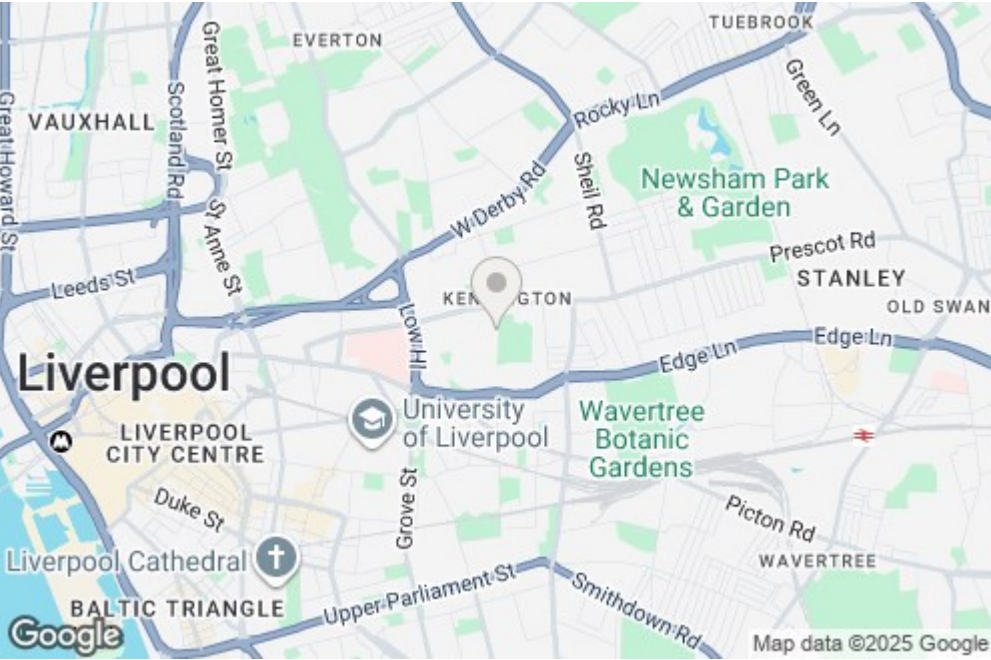 TUEBROOK
EVERTON
Great Homer St
Scotland Rd
Great Howard St
VAUXHALL
Green Ln
Rocky Ln
Sheil Rd
W Derby Rd
Newsham Park
& Garden
St Anne St
Prescot Rd
Leeds St
STANLEY
OLD SWAN
Low Hill
Edge Ln
Edge Ln
Liverpool
University
of Liverpool
Wavertree
Botanic
Gardens
LIVERPOOL
CITY CENTRE
Duke St
Grove St
Picton Rd
WAVERTREE
Liverpool Cathedral
BALTIC TRIANGLE
Upper Parliament St
Smithdown Rd
Google
Map data ©2025 Google